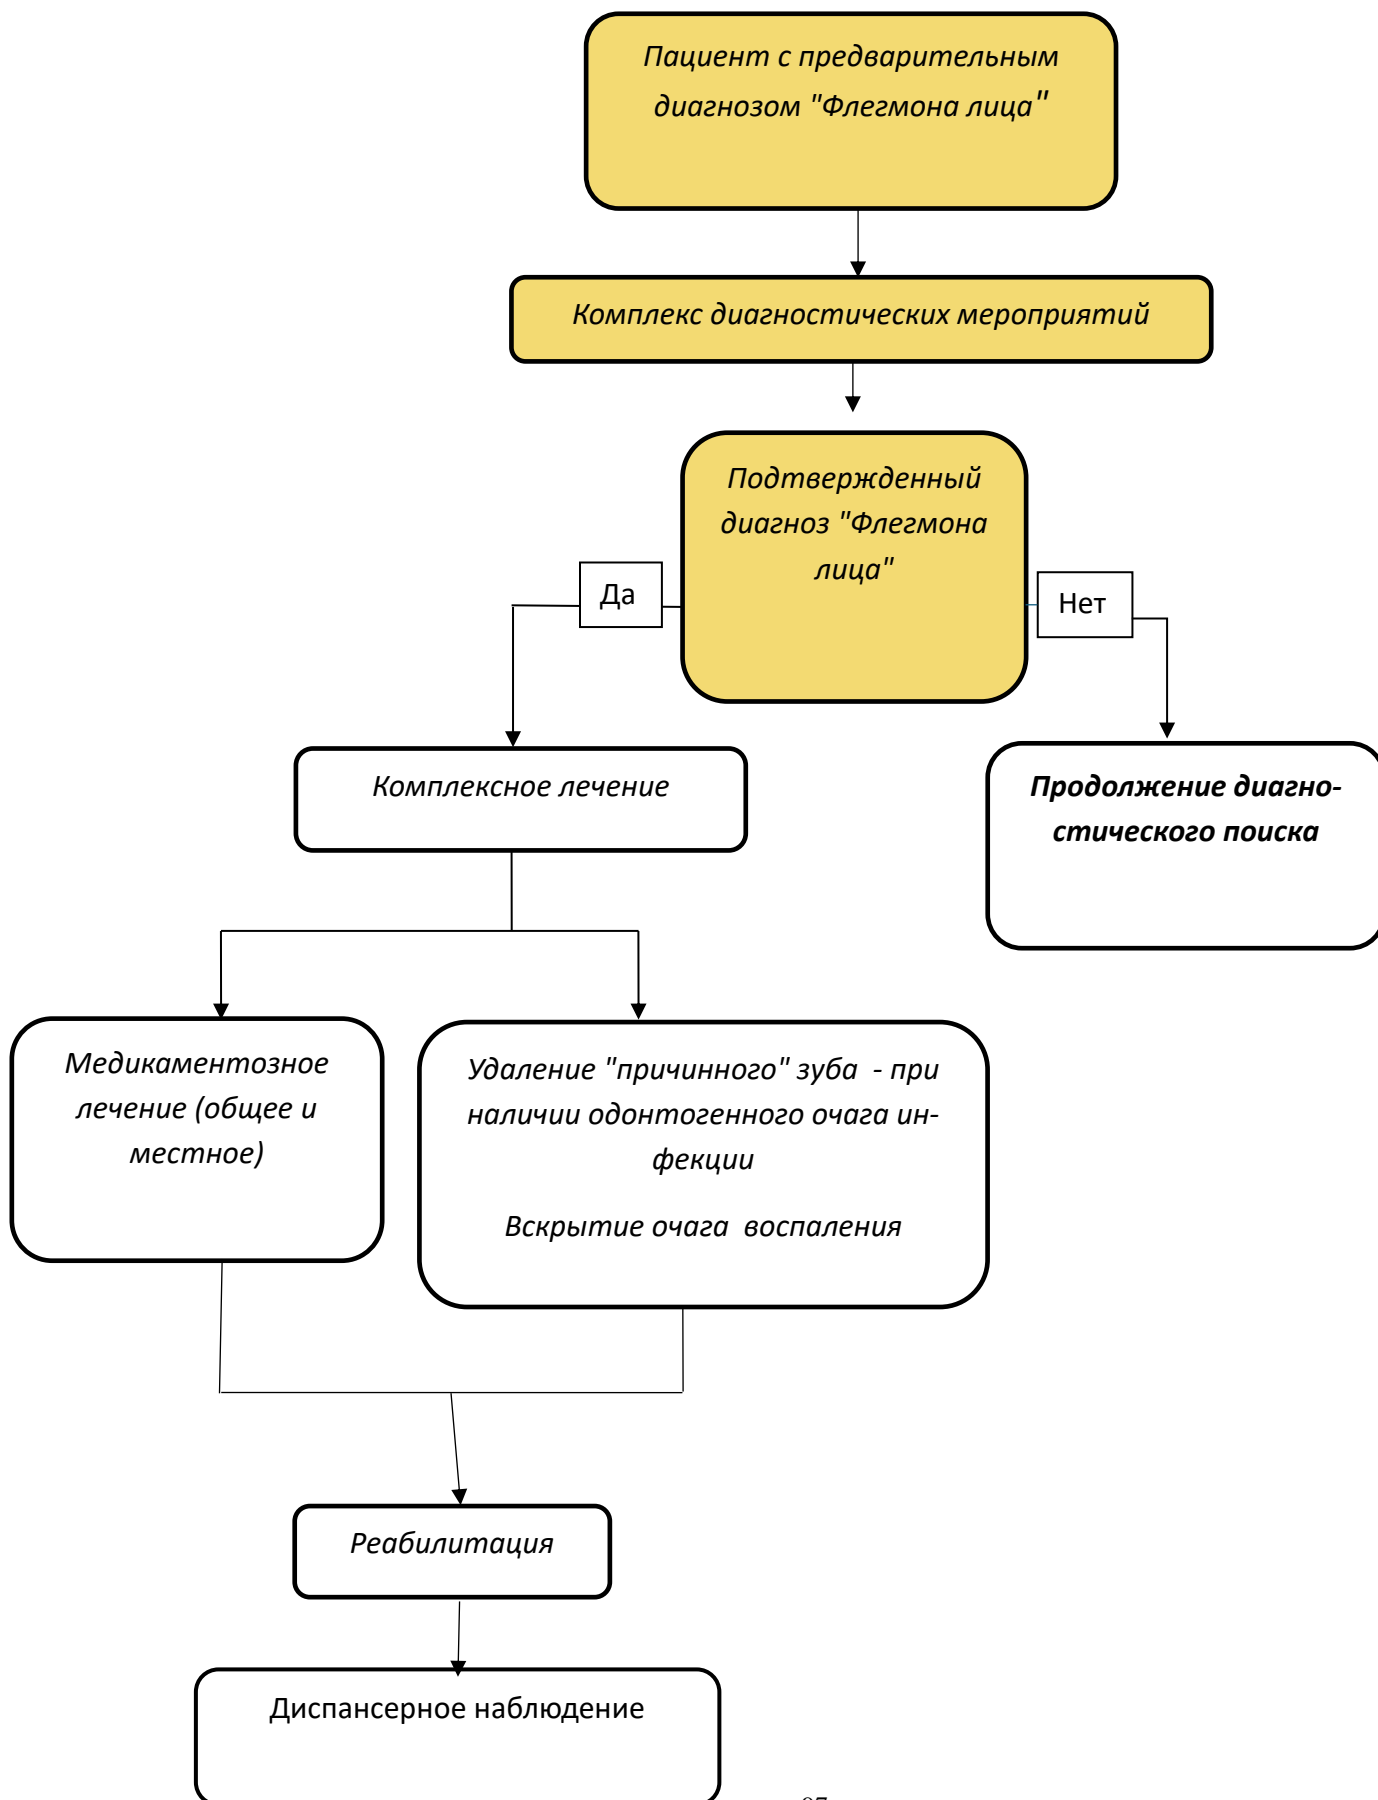 Пациент с предварительным
диагнозом "Флегмона лица"
Комплекс диагностических мероприятий
Подтвержденный
диагноз "Флегмона
лица"
Да
Нет
Комплексное лечение
Продолжение диагно-
стического поиска
Медикаментозное
лечение (общее и
местное)
Удаление "причинного" зуба - при
наличии одонтогенного очага ин-
фекции
Вскрытие очага воспаления
Реабилитация
Диспансерное наблюдение